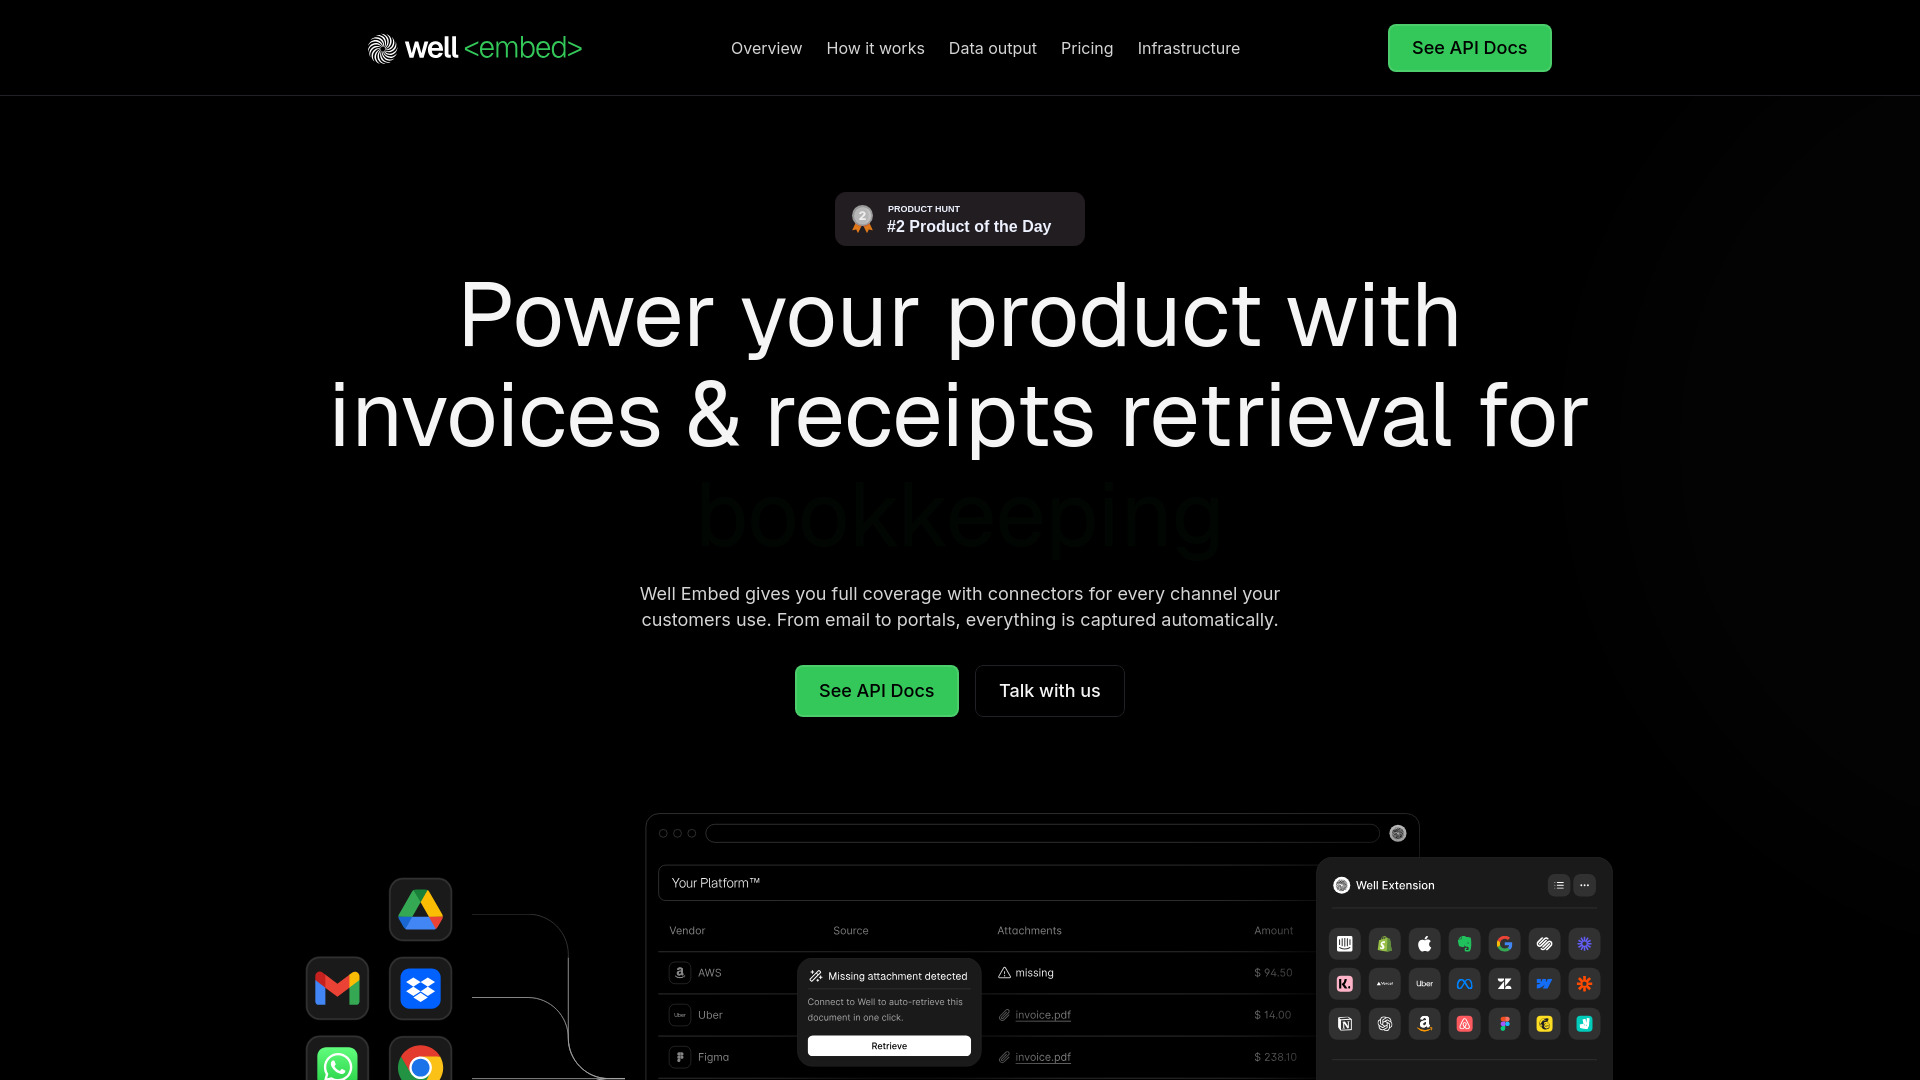 well <embed>
Overview
How it works
Data output
Pricing
Infrastructure
See API Docs
2
PRODUCT HUNT
#2 Product of the Day
Power your product with
invoices & receipts retrieval for
bookkeeping
Well Embed gives you full coverage with connectors for every channel your
customers use. From email to portals, everything is captured automatically.
See API Docs
Talk with us
Your Platform™
Well Extension
Vendor
Source
Attachments
Amount
AWS
missing
$ 94.50
Missing attachment detected
Connect to Well to auto-retrieve this
document in one click.
Retrieve
Uber
Uber
invoice.pdf
$ 14.00
Figma
invoice.pdf
$ 238.10
K.
Vercel
Uber